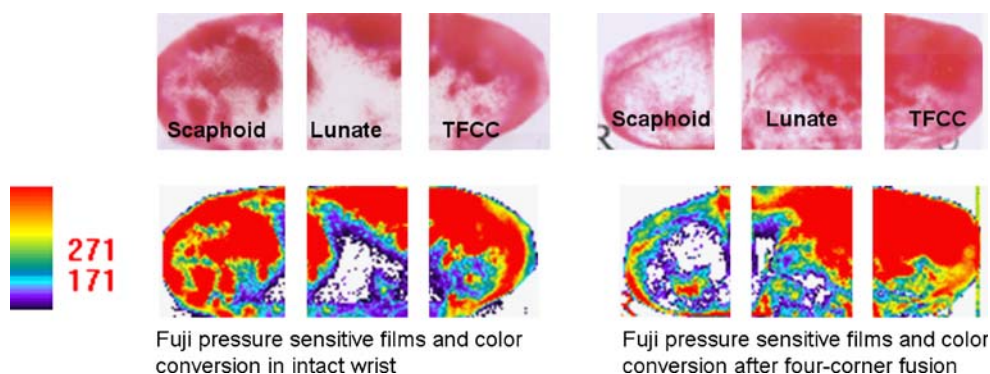 Scaphoid Lunate TFCC
Scaphoid Lunate TFCC
R
271
171
R
Fuji pressure sensitive films and color
conversion in intact wrist
Fuji pressure sensitive films and color
conversion after four-corner fusion